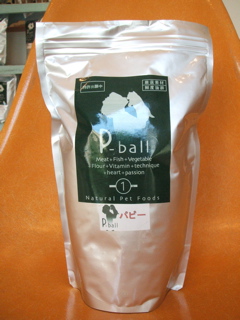 P-ball
Meat + Fish + Vegetable
+ Flour + Vitamin + technique
+ heart + passion
1
Natural Pet Foods
パピー
P-ball